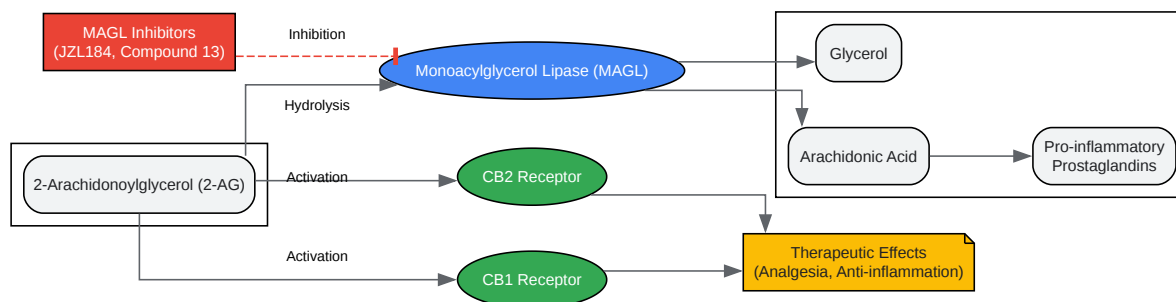 MAGL Inhibitors
(JZL184, Compound 13)
Inhibition
Monoacylglycerol Lipase (MAGL)
Glycerol
Hydrolysis
Arachidonic Acid
Pro-inflammatory
Prostaglandins
2-Arachidonoylglycerol (2-AG)
Activation
CB2 Receptor
Activation
CB1 Receptor
Therapeutic Effects
(Analgesia, Anti-inflammation)